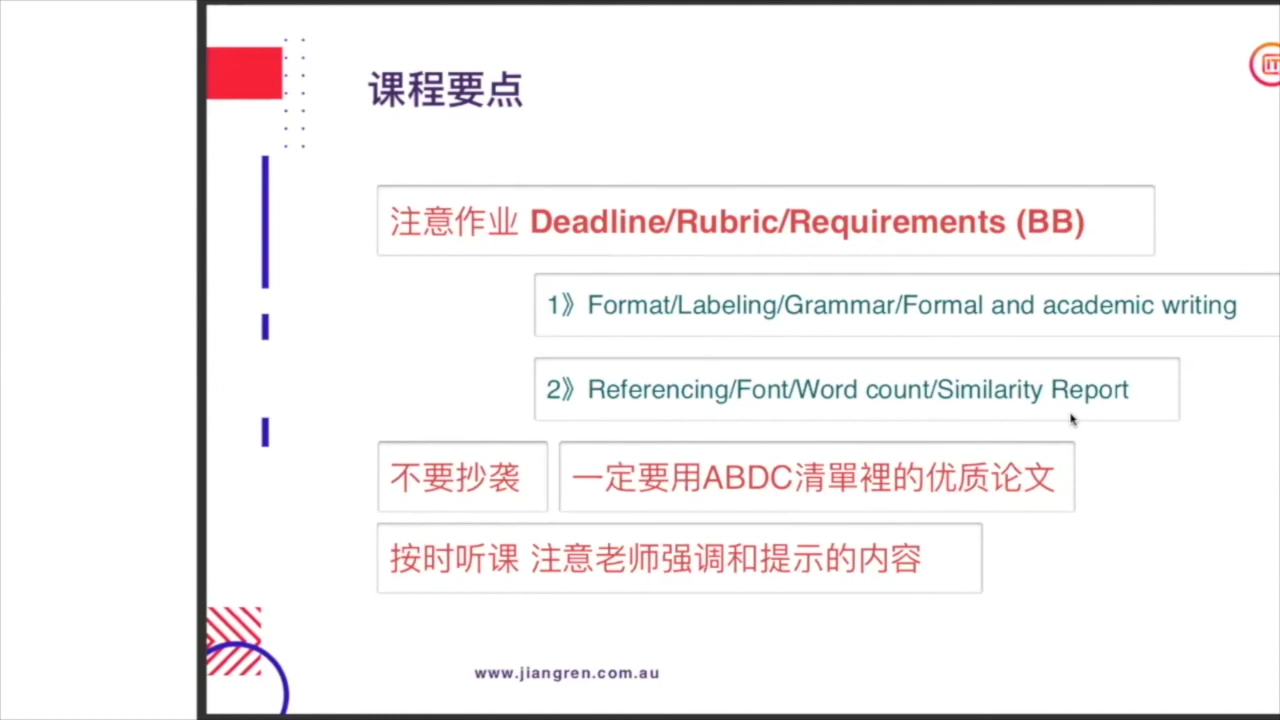 课程要点
IT
注意作业 Deadline/Rubric/Requirements (BB)
1》Format/Labeling/Grammar/Formal and academic writing
2》Referencing/Font/Word count/Similarity Report
不要抄袭 一定要用ABDC清單裡的优质论文
按时听课 注意老师强调和提示的内容
www.jiangren.com.au